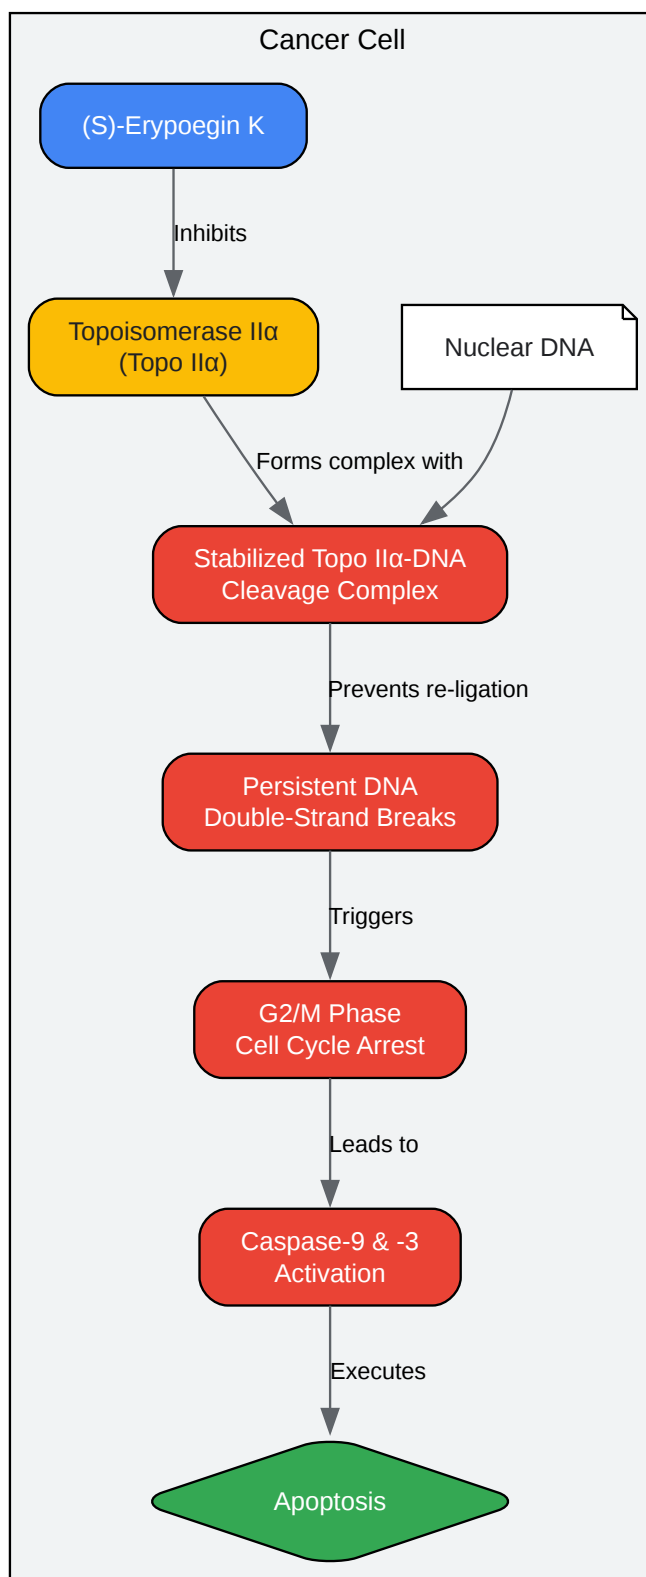 Cancer Cell
(S)-Erypoegin K
Inhibits
Topoisomerase IIα
(Topo IIα)
Nuclear DNA
Forms complex with
Stabilized Topo IIα-DNA
Cleavage Complex
Prevents re-ligation
Persistent DNA
Double-Strand Breaks
Triggers
G2/M Phase
Cell Cycle Arrest
Leads to
Caspase-9 & -3
Activation
Executes
Apoptosis